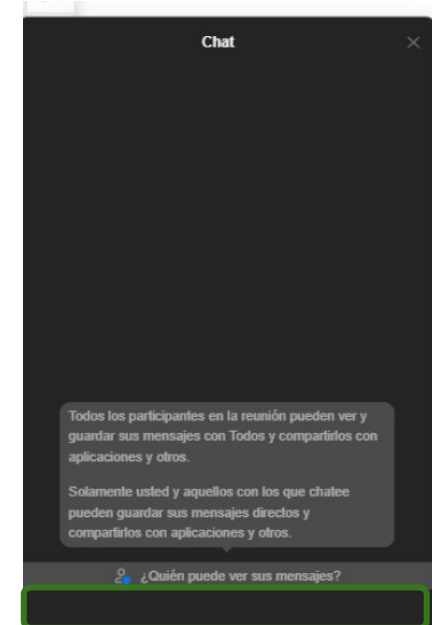 Chat
Todos los participantes en la reunión pueden ver y
guardar sus mensajes con Todos y compartirlos con
aplicaciones y otros.
Solamente usted y aquellos con los que chatee
pueden guardar sus mensajes directos y
compartirlos con aplicaciones y otros.
¿Quién puede ver sus mensajes?